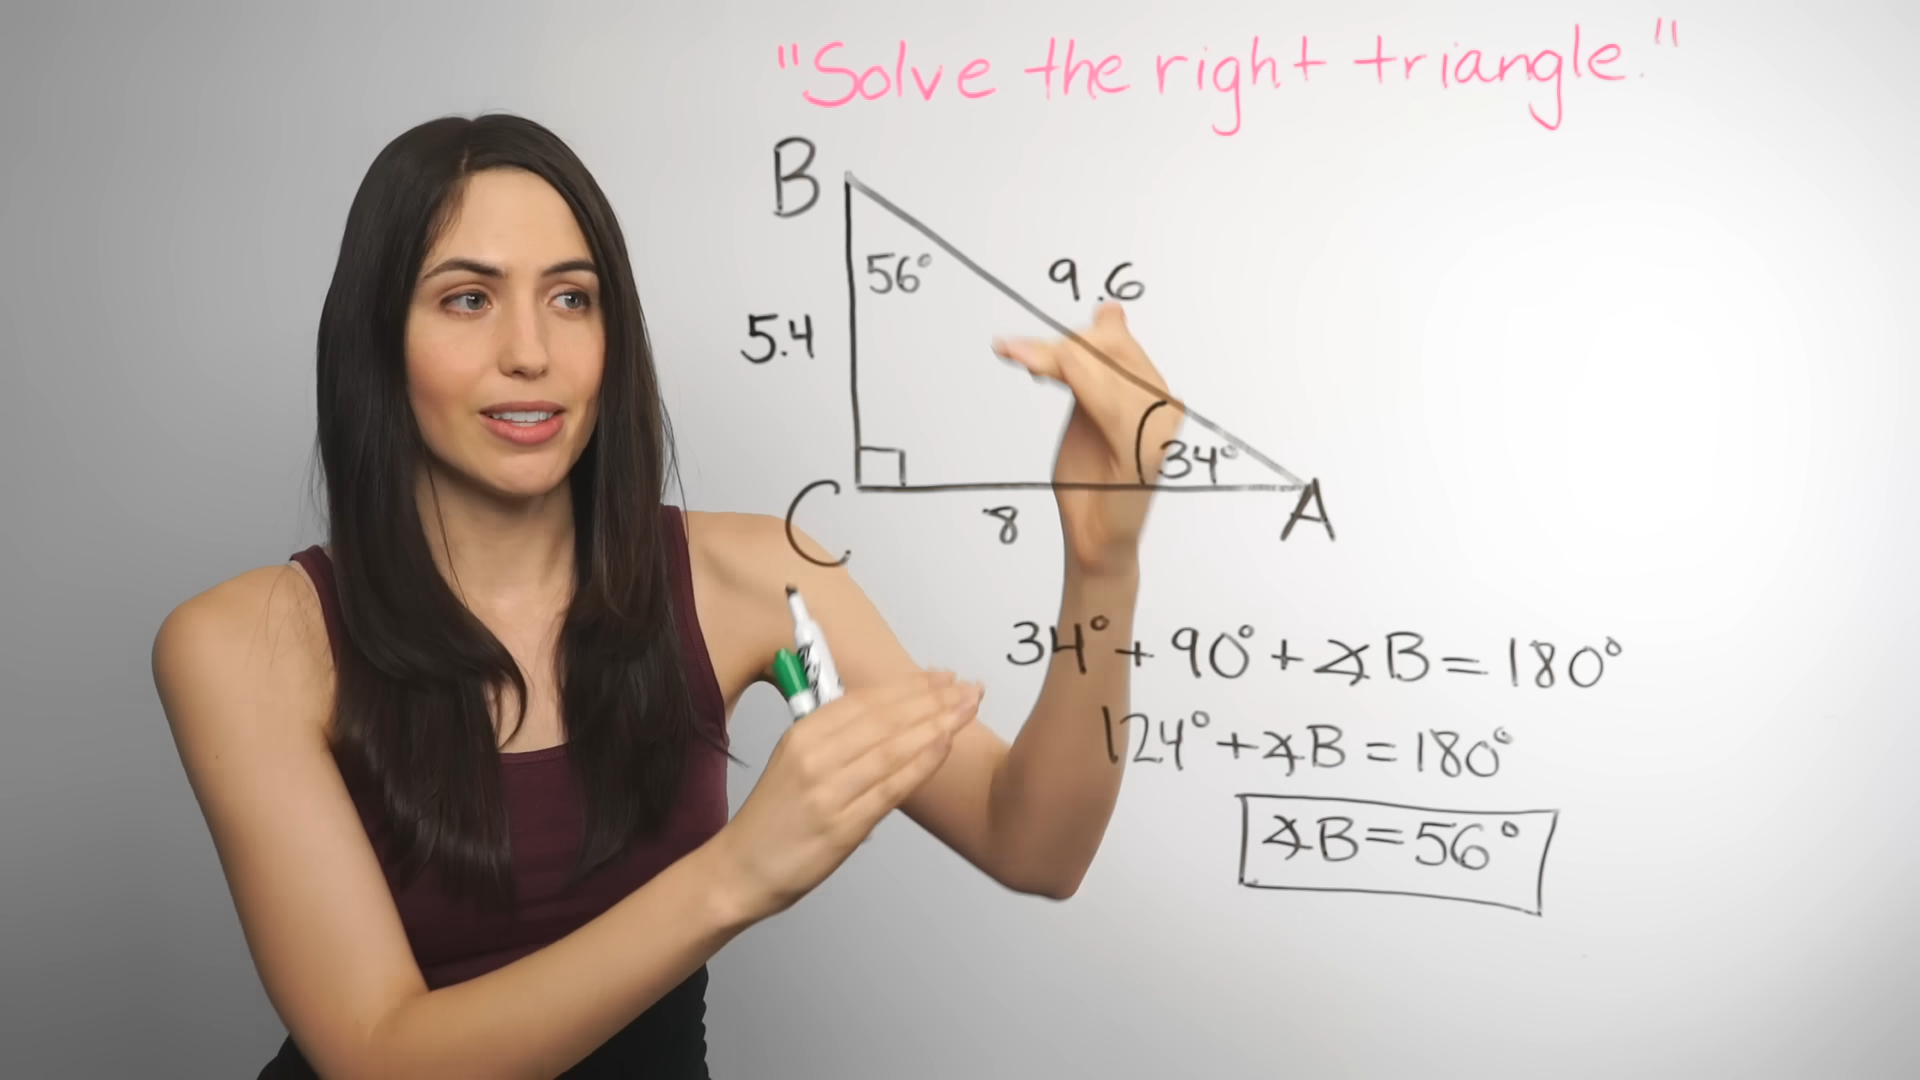 "Solve the right triangle."
B
56°
9.6
5.4
34°
C
8
A
34° + 90° + ∡B = 180°
124° + ∡B = 180°
∡B = 56°